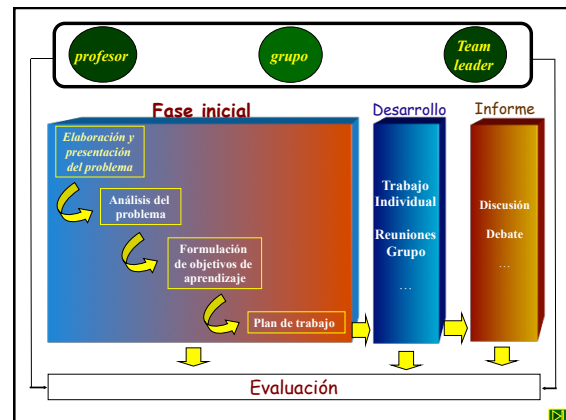 profesor
grupo
Team
leader
Fase inicial
Desarrollo
Informe
Elaboración y
presentación
del problema
Análisis del
problema
Formulación
de objetivos de
aprendizaje
Plan de trabajo
Trabajo
Individual
Reuniones
Grupo
…
Discusión
Debate
…
Evaluación